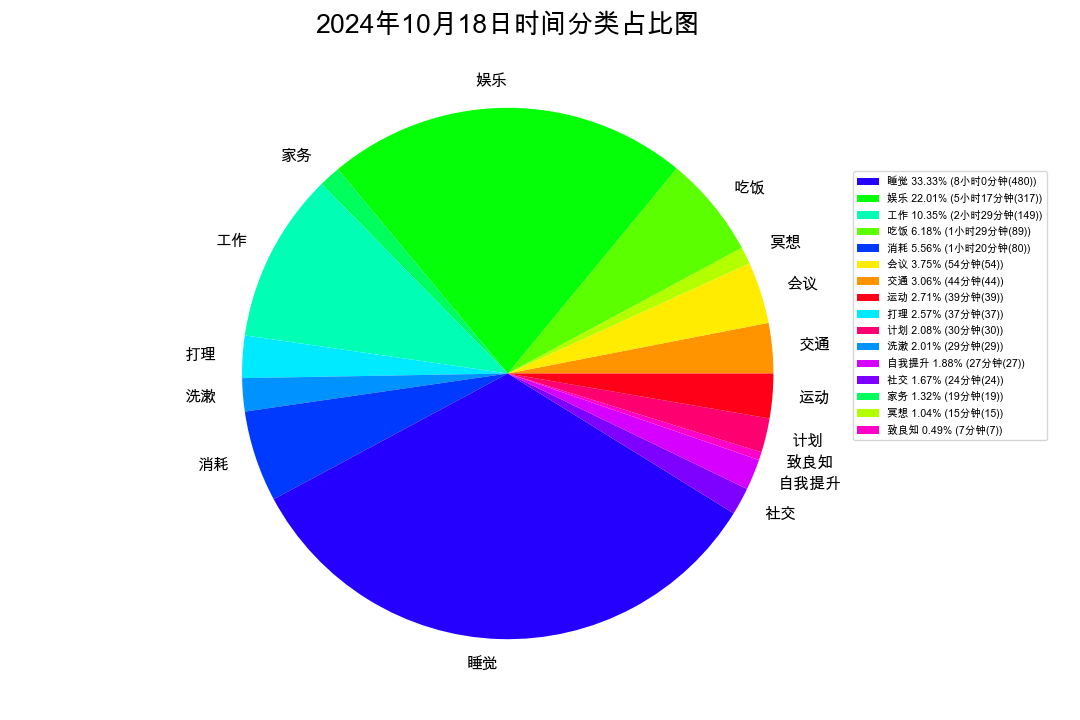 2024年10月18日时间分类占比图
娱乐
家务
吃饭
工作
冥想
会议
打理
交通
洗漱
运动
消耗
计划
致良知
自我提升
社交
睡觉
睡觉 33.33% (8小时0分钟(480))
娱乐 22.01% (5小时17分钟(317))
工作 10.35% (2小时29分钟(149))
吃饭 6.18% (1小时29分钟(89))
消耗 5.56% (1小时20分钟(80))
会议 3.75% (54分钟(54))
交通 3.06% (44分钟(44))
运动 2.71% (39分钟(39))
打理 2.57% (37分钟(37))
计划 2.08% (30分钟(30))
洗漱 2.01% (29分钟(29))
自我提升 1.88% (27分钟(27))
社交 1.67% (24分钟(24))
家务 1.32% (19分钟(19))
冥想 1.04% (15分钟(15))
致良知 0.49% (7分钟(7))